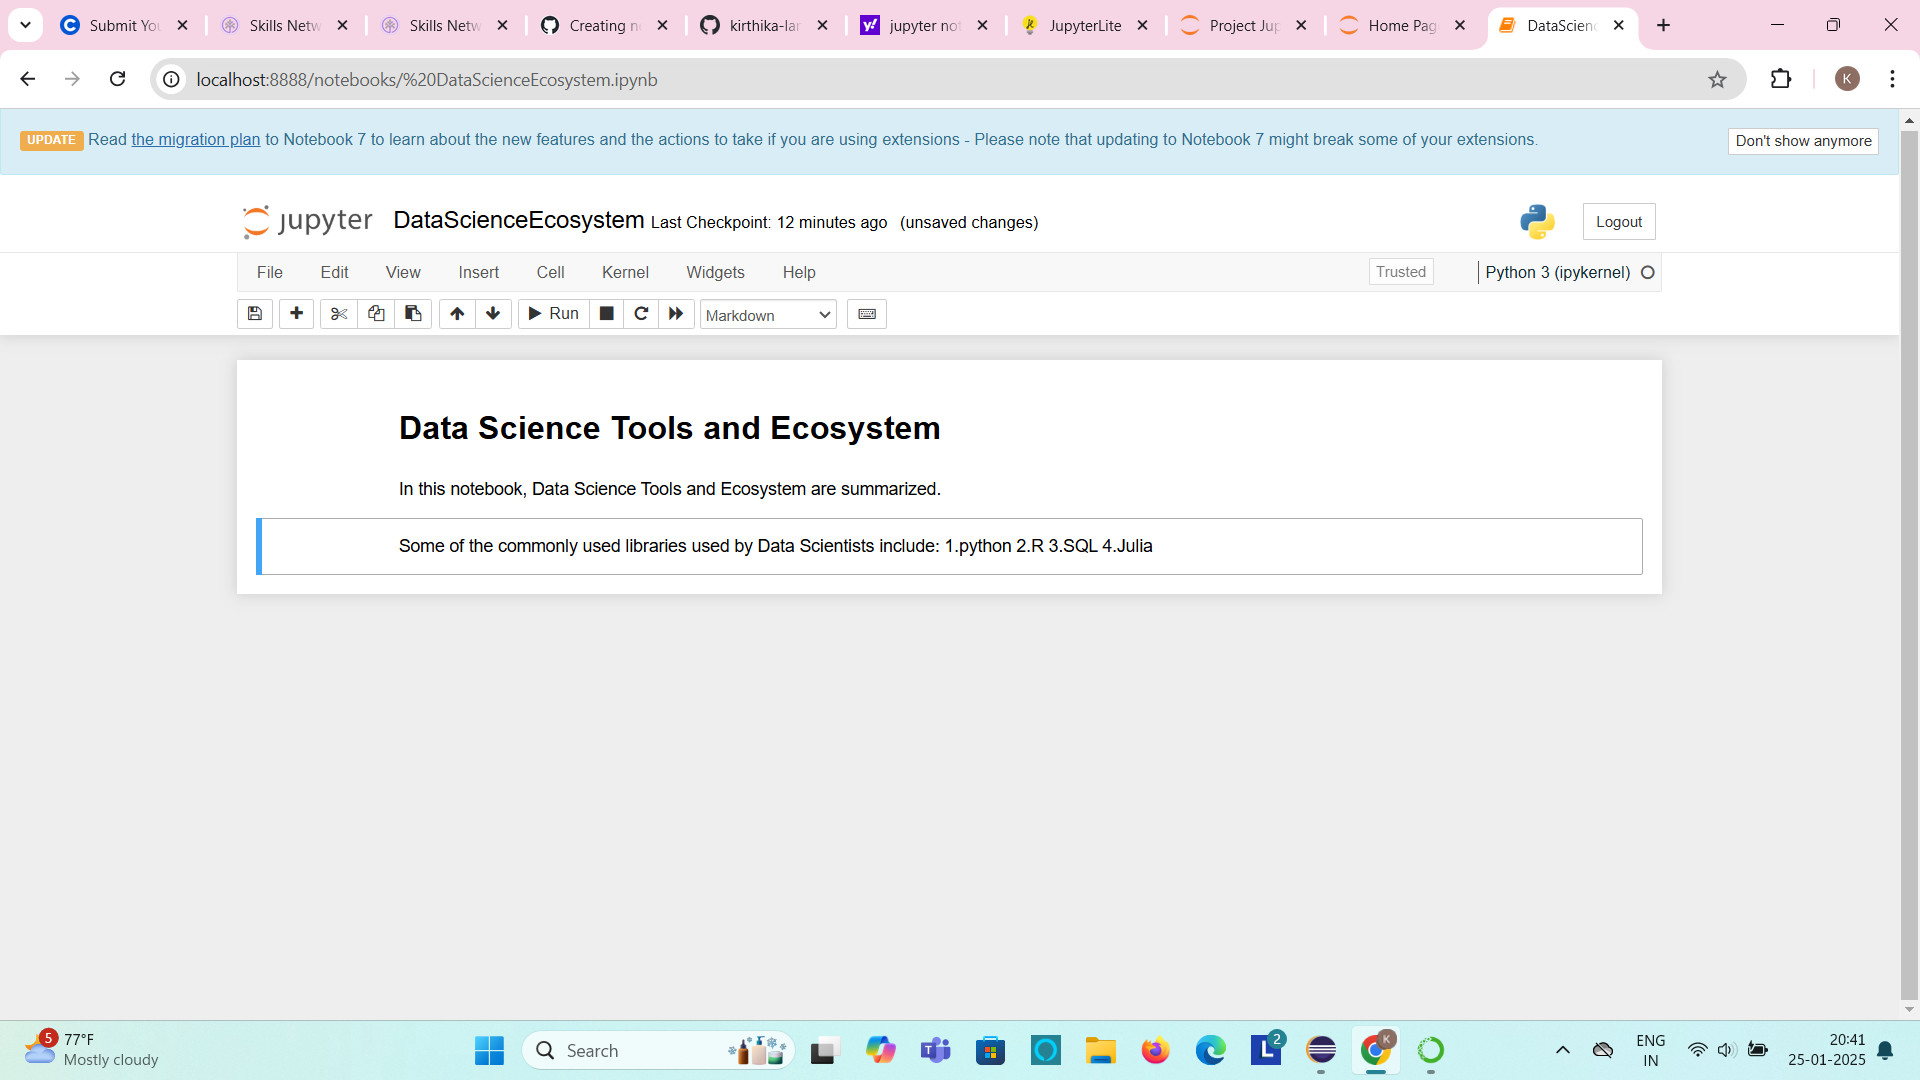 Submit Yo
Skills Netw
Skills Netw
Creating n
kirthika-lar
jupyter not
JupyterLite
Project Jup
Home Pag
DataScienc
localhost:8888/notebooks/%20DataScienceEcosystem.ipynb
K
UPDATE Read the migration plan to Notebook 7 to learn about the new features and the actions to take if you are using extensions - Please note that updating to Notebook 7 might break some of your extensions.
Don't show anymore
jupyter DataScienceEcosystem Last Checkpoint: 12 minutes ago (unsaved changes)
Logout
File Edit View Insert Cell Kernel Widgets Help
Trusted
Python 3 (ipykernel)
Run
Markdown
Data Science Tools and Ecosystem
In this notebook, Data Science Tools and Ecosystem are summarized.
Some of the commonly used libraries used by Data Scientists include: 1.python 2.R 3.SQL 4.Julia
5
77°F
Mostly cloudy
Search
L 2
K
ENG
IN
20:41
25-01-2025